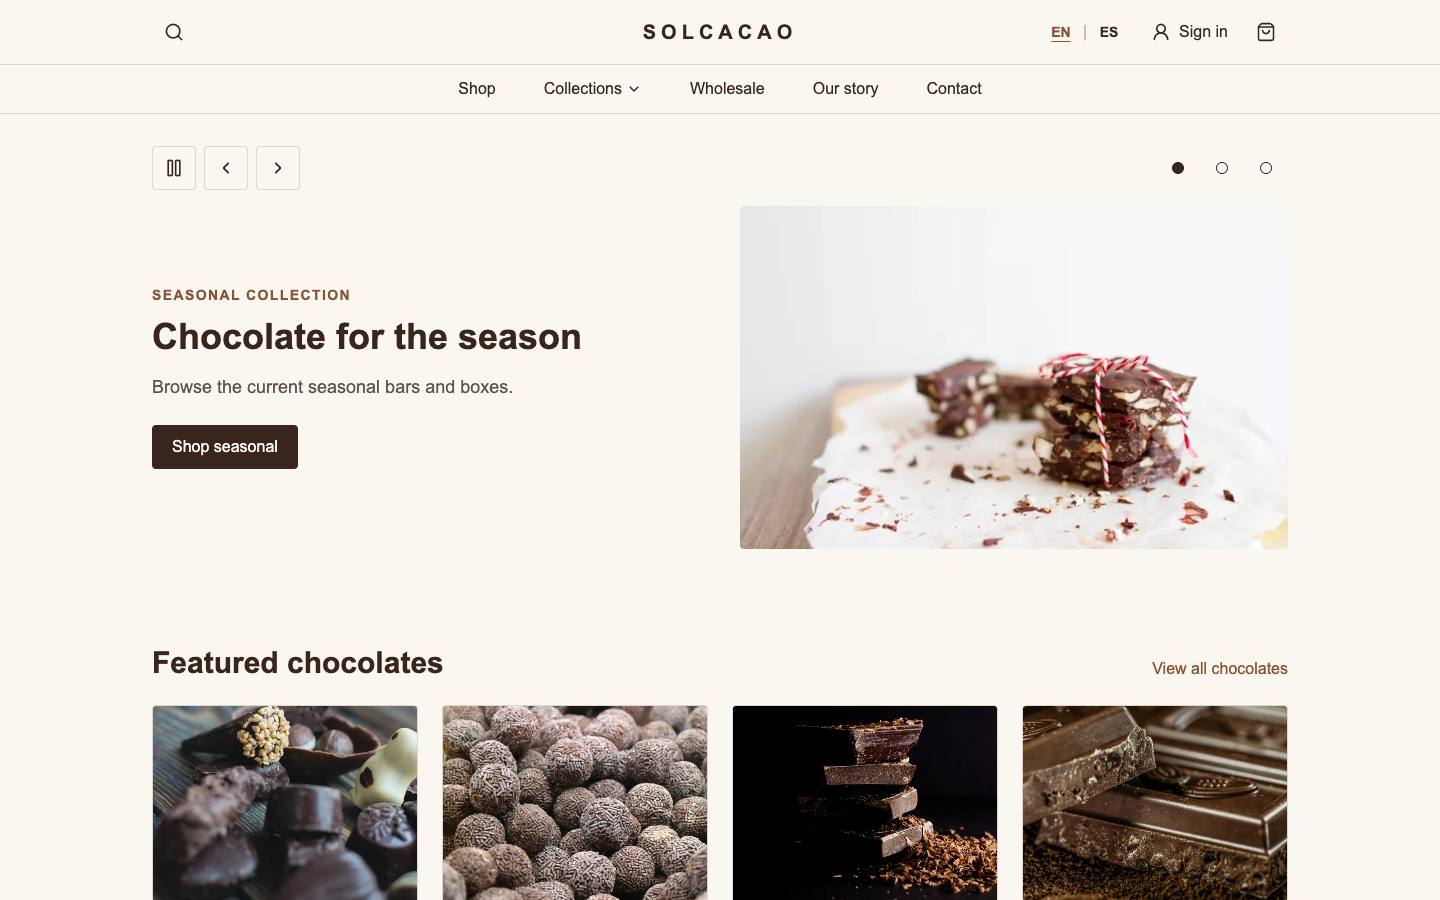 SOLCACAO
EN | ES
Sign in
Shop
Collections
Wholesale
Our story
Contact
SEASONAL COLLECTION
Chocolate for the season
Browse the current seasonal bars and boxes.
Shop seasonal
Featured chocolates
View all chocolates